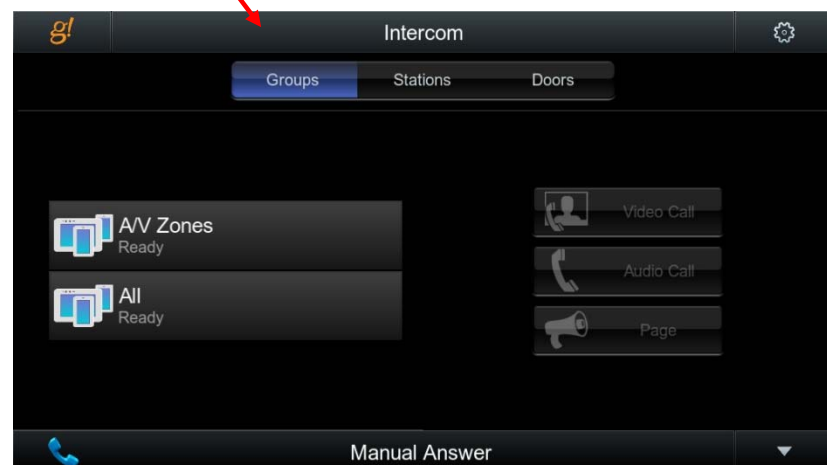 g!
Intercom
Groups Stations Doors
A/V Zones
Ready
All
Ready
Video Call
Audio Call
Page
Manual Answer